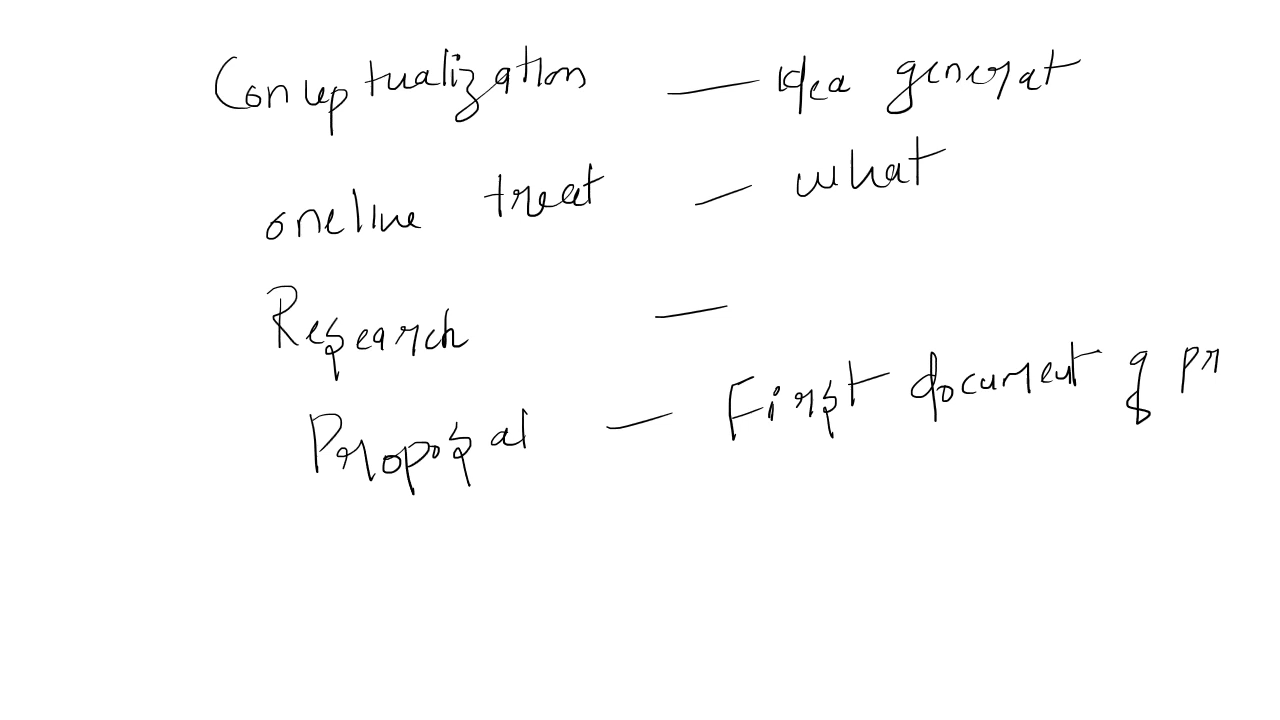 Conceptualization — idea generat
oneline treat — what
Research —
Proposal — First document of pr